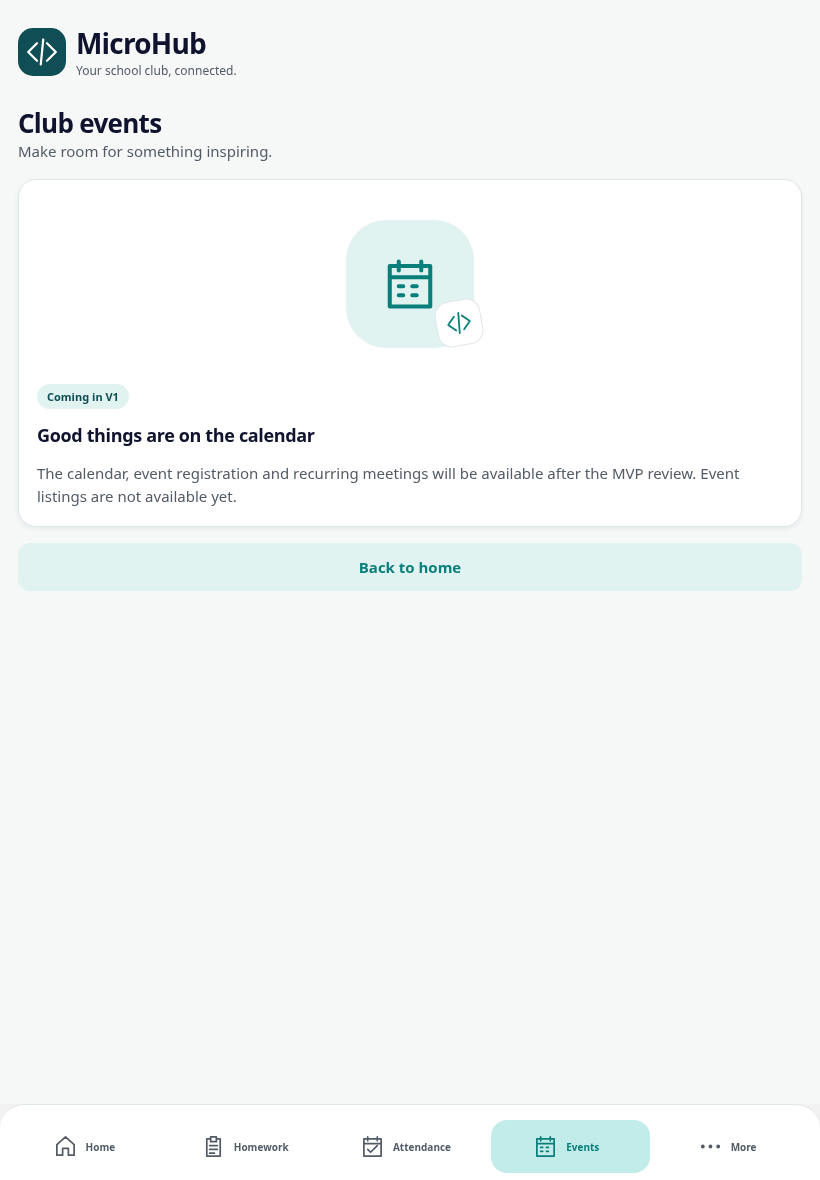 MicroHub
Your school club, connected.
Club events
Make room for something inspiring.
Coming in V1
Good things are on the calendar
The calendar, event registration and recurring meetings will be available after the MVP review. Event
listings are not available yet.
Back to home
Home
Homework
Attendance
Events
More